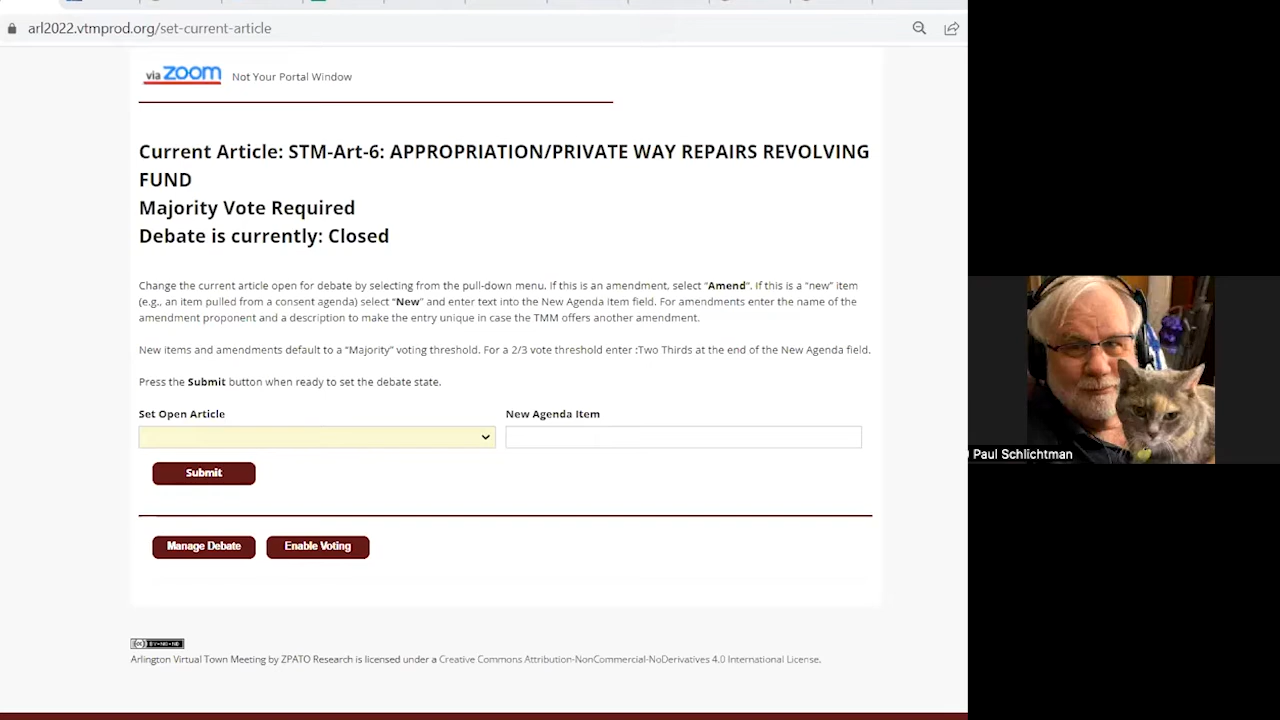 arl2022.vtmprod.org/set-current-article
via zoom Not Your Portal Window
Current Article: STM-Art-6: APPROPRIATION/PRIVATE WAY REPAIRS REVOLVING
FUND
Majority Vote Required
Debate is currently: Closed
Change the current article open for debate by selecting from the pull-down menu. If this is an amendment, select “Amend”. If this is a “new” item
(e.g., an item pulled from a consent agenda) select “New” and enter text into the New Agenda Item field. For amendments enter the name of the
amendment proponent and a description to make the entry unique in case the TMM offers another amendment.
New items and amendments default to a “Majority” voting threshold. For a 2/3 vote threshold enter :Two Thirds at the end of the New Agenda field.
Press the Submit button when ready to set the debate state.
Set Open Article New Agenda Item
Submit
Manage Debate Enable Voting
Paul Schlichtman
Arlington Virtual Town Meeting by ZPATO Research is licensed under a Creative Commons Attribution-NonCommercial-NoDerivatives 4.0 International License.